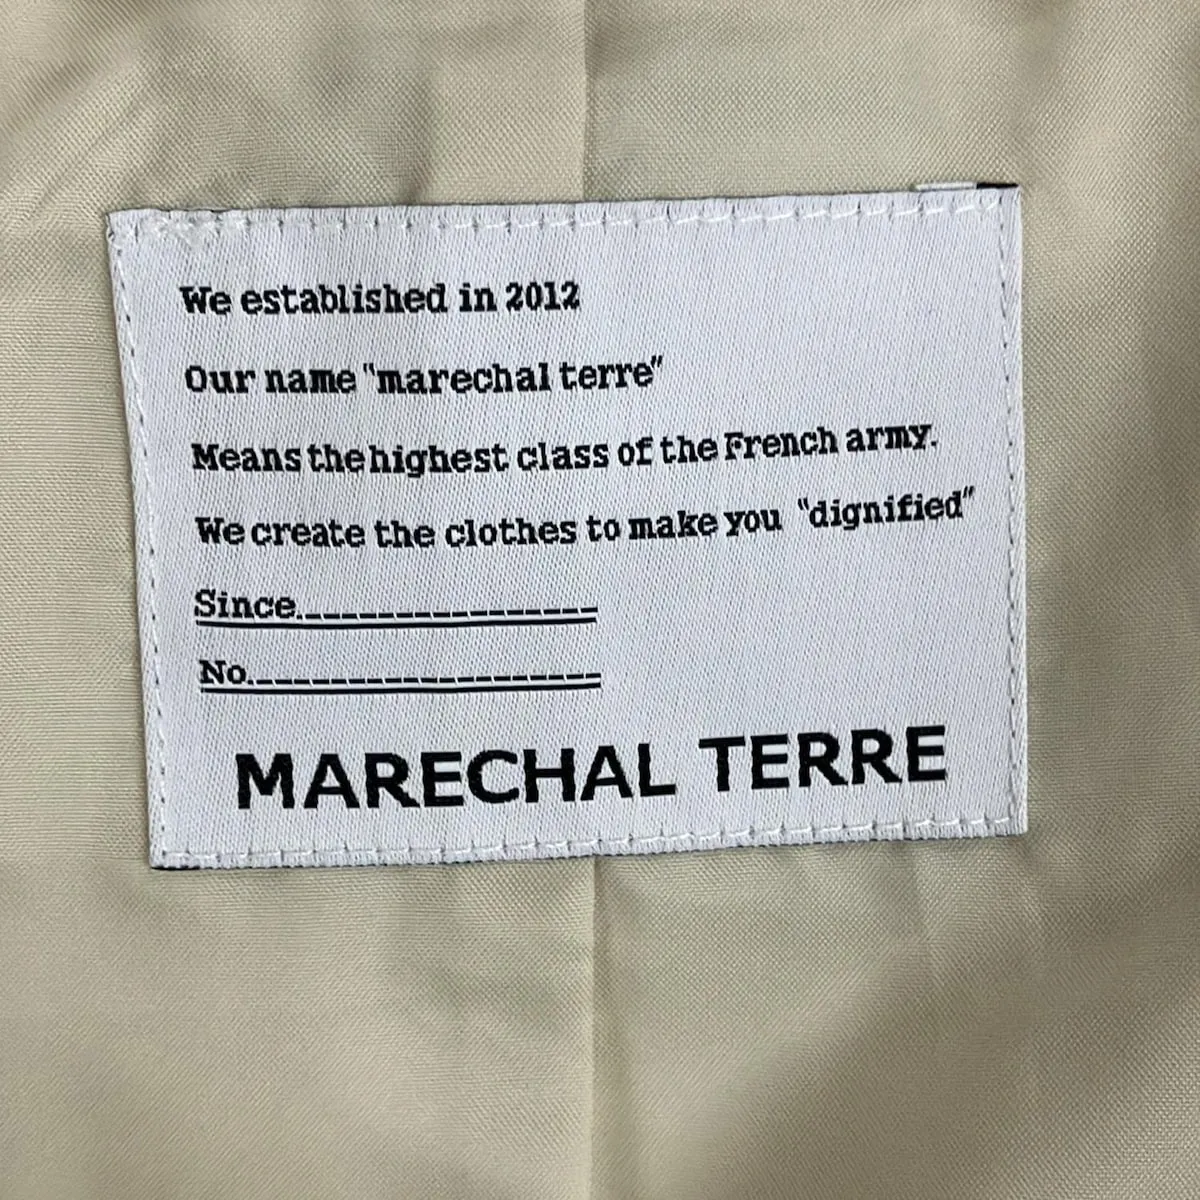 We established in 2012
Our name "marechal terre"
Means the highest class of the French army.
We create the clothes to make you "dignified"
Since
No.
MARECHAL TERRE